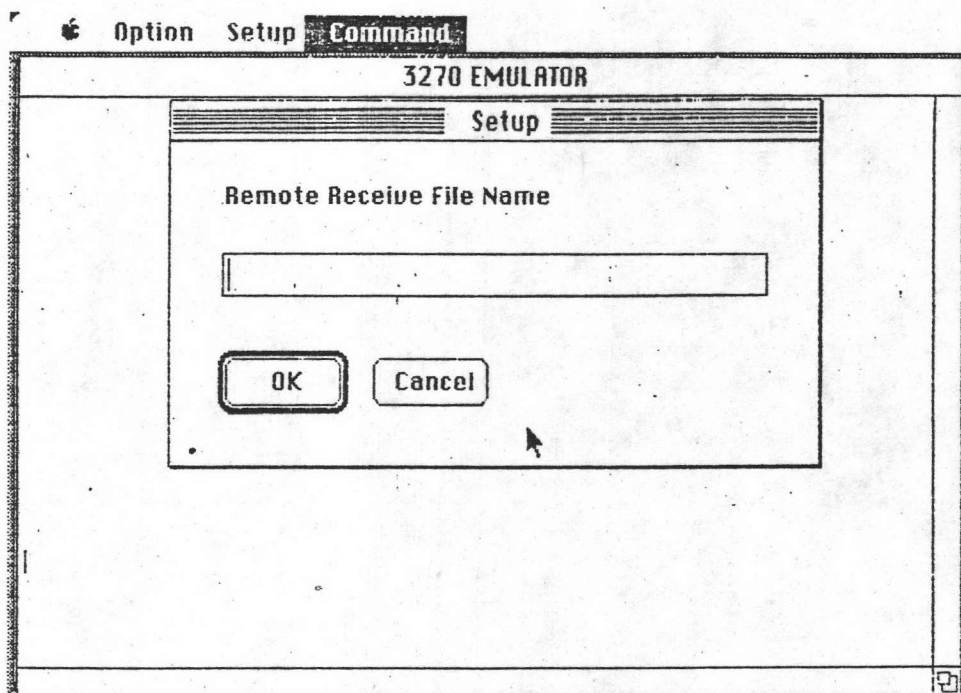 Option Setup Command
3270 EMULATOR
Setup
Remote Receive File Name
OK Cancel